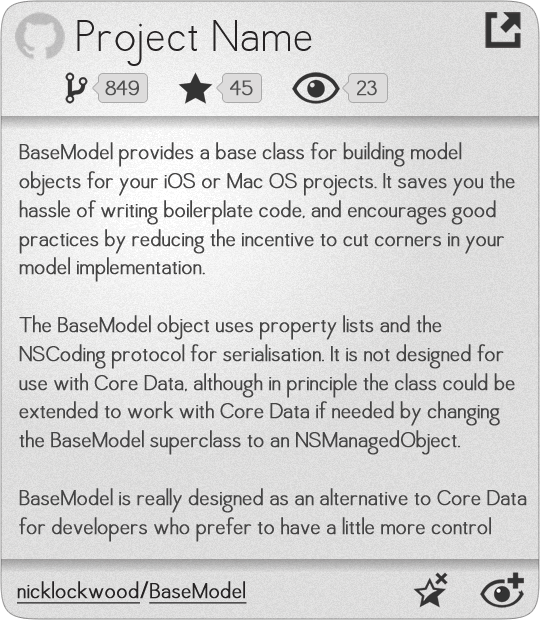 Project Name
849 45 23
BaseModel provides a base class for building model
objects for your iOS or Mac OS projects. It saves you the
hassle of writing boilerplate code, and encourages good
practices by reducing the incentive to cut corners in your
model implementation.
The BaseModel object uses property lists and the
NSCoding protocol for serialisation. It is not designed for
use with Core Data, although in principle the class could be
extended to work with Core Data if needed by changing
the BaseModel superclass to an NSManagedObject.
BaseModel is really designed as an alternative to Core Data
for developers who prefer to have a little more control
nicklockwood/BaseModel